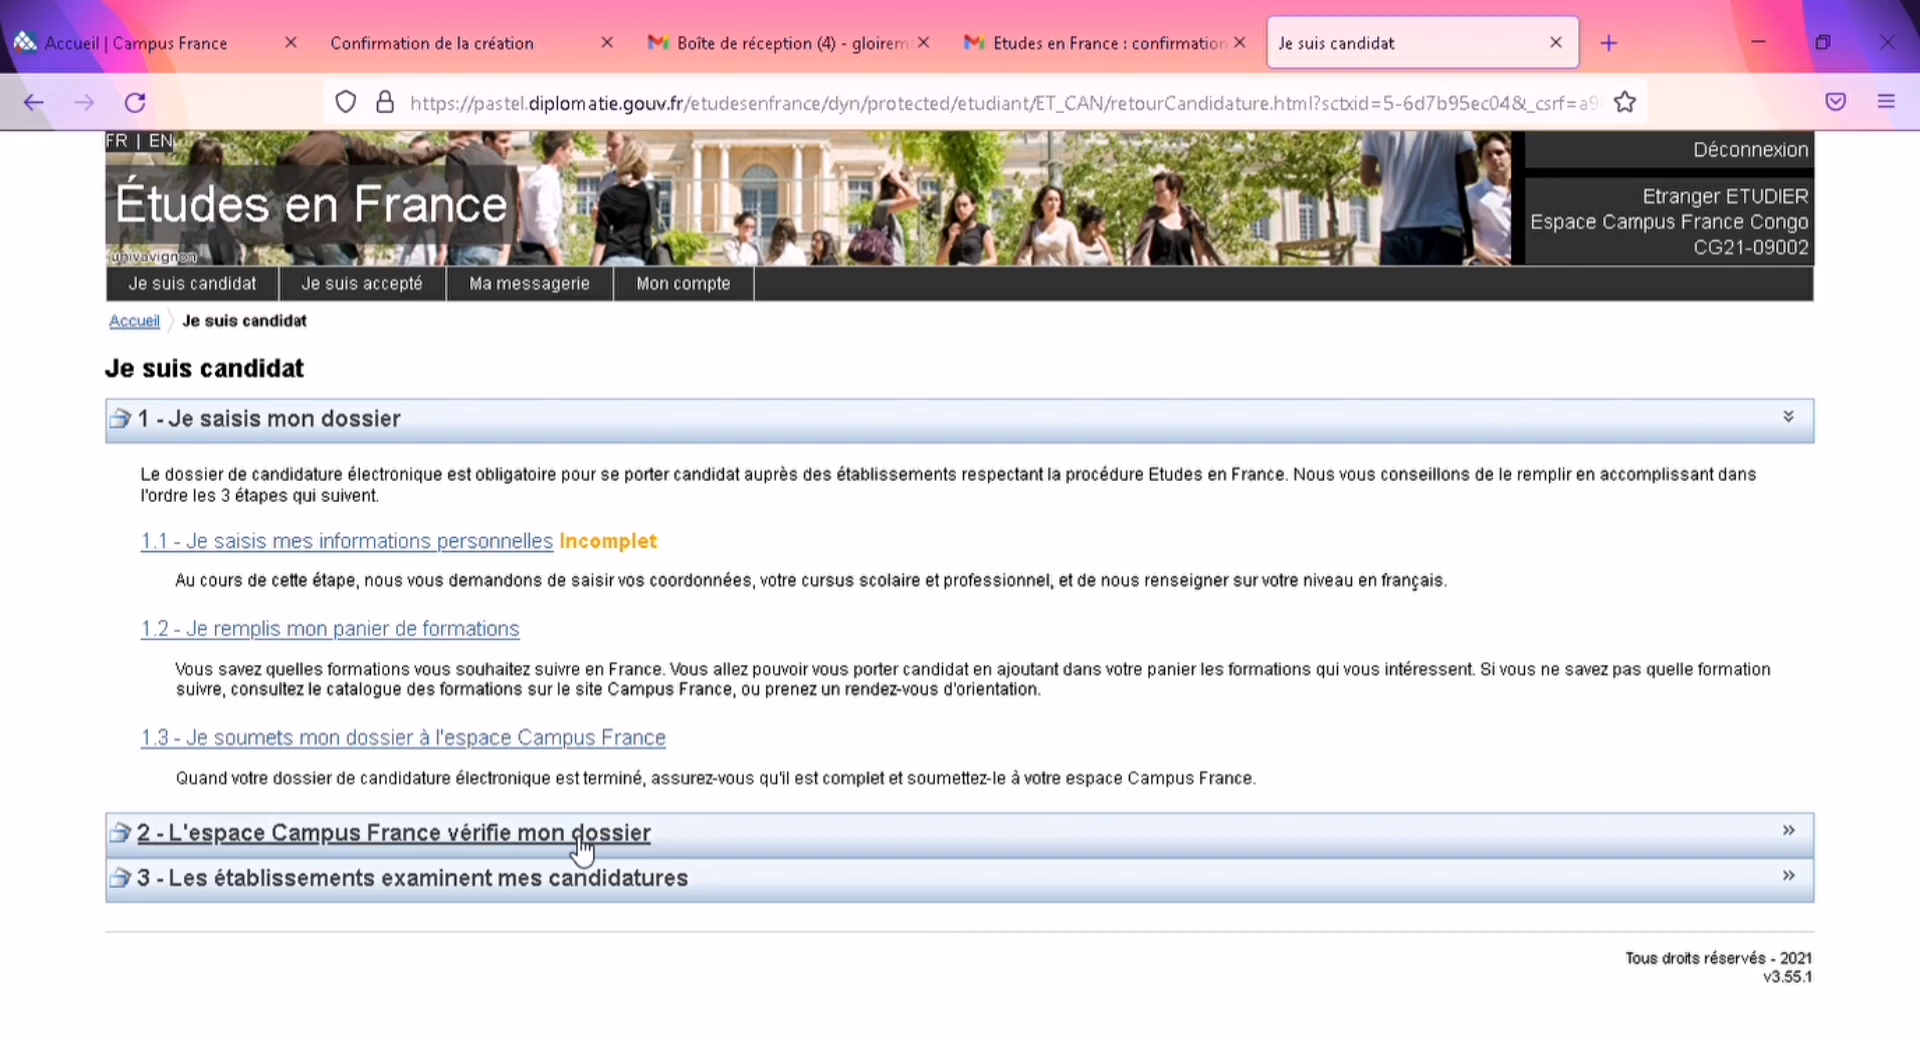 Accueil | Campus France
Confirmation de la création
Boîte de réception (4) - gloirem
Etudes en France : confirmation
Je suis candidat
https://pastel.diplomatie.gouv.fr/etudesenfrance/dyn/protected/etudiant/ET_CAN/retourCandidature.html?sctxid=5-6d7b95ec04&_csrf=a9
FR | EN
Déconnexion
Études en France
Etranger ETUDIER
Espace Campus France Congo
CG21-09002
univavignon
Je suis candidat
Je suis accepté
Ma messagerie
Mon compte
Accueil
Je suis candidat
Je suis candidat
1 - Je saisis mon dossier
Le dossier de candidature électronique est obligatoire pour se porter candidat auprès des établissements respectant la procédure Etudes en France. Nous vous conseillons de le remplir en accomplissant dans
l'ordre les 3 étapes qui suivent.
1.1 - Je saisis mes informations personnelles Incomplet
Au cours de cette étape, nous vous demandons de saisir vos coordonnées, votre cursus scolaire et professionnel, et de nous renseigner sur votre niveau en français.
1.2 - Je remplis mon panier de formations
Vous savez quelles formations vous souhaitez suivre en France. Vous allez pouvoir vous porter candidat en ajoutant dans votre panier les formations qui vous intéressent. Si vous ne savez pas quelle formation
suivre, consultez le catalogue des formations sur le site Campus France, ou prenez un rendez-vous d'orientation.
1.3 - Je soumets mon dossier à l'espace Campus France
Quand votre dossier de candidature électronique est terminé, assurez-vous qu'il est complet et soumettez-le à votre espace Campus France.
2 - L'espace Campus France vérifie mon dossier
3 - Les établissements examinent mes candidatures
Tous droits réservés - 2021
v3.55.1